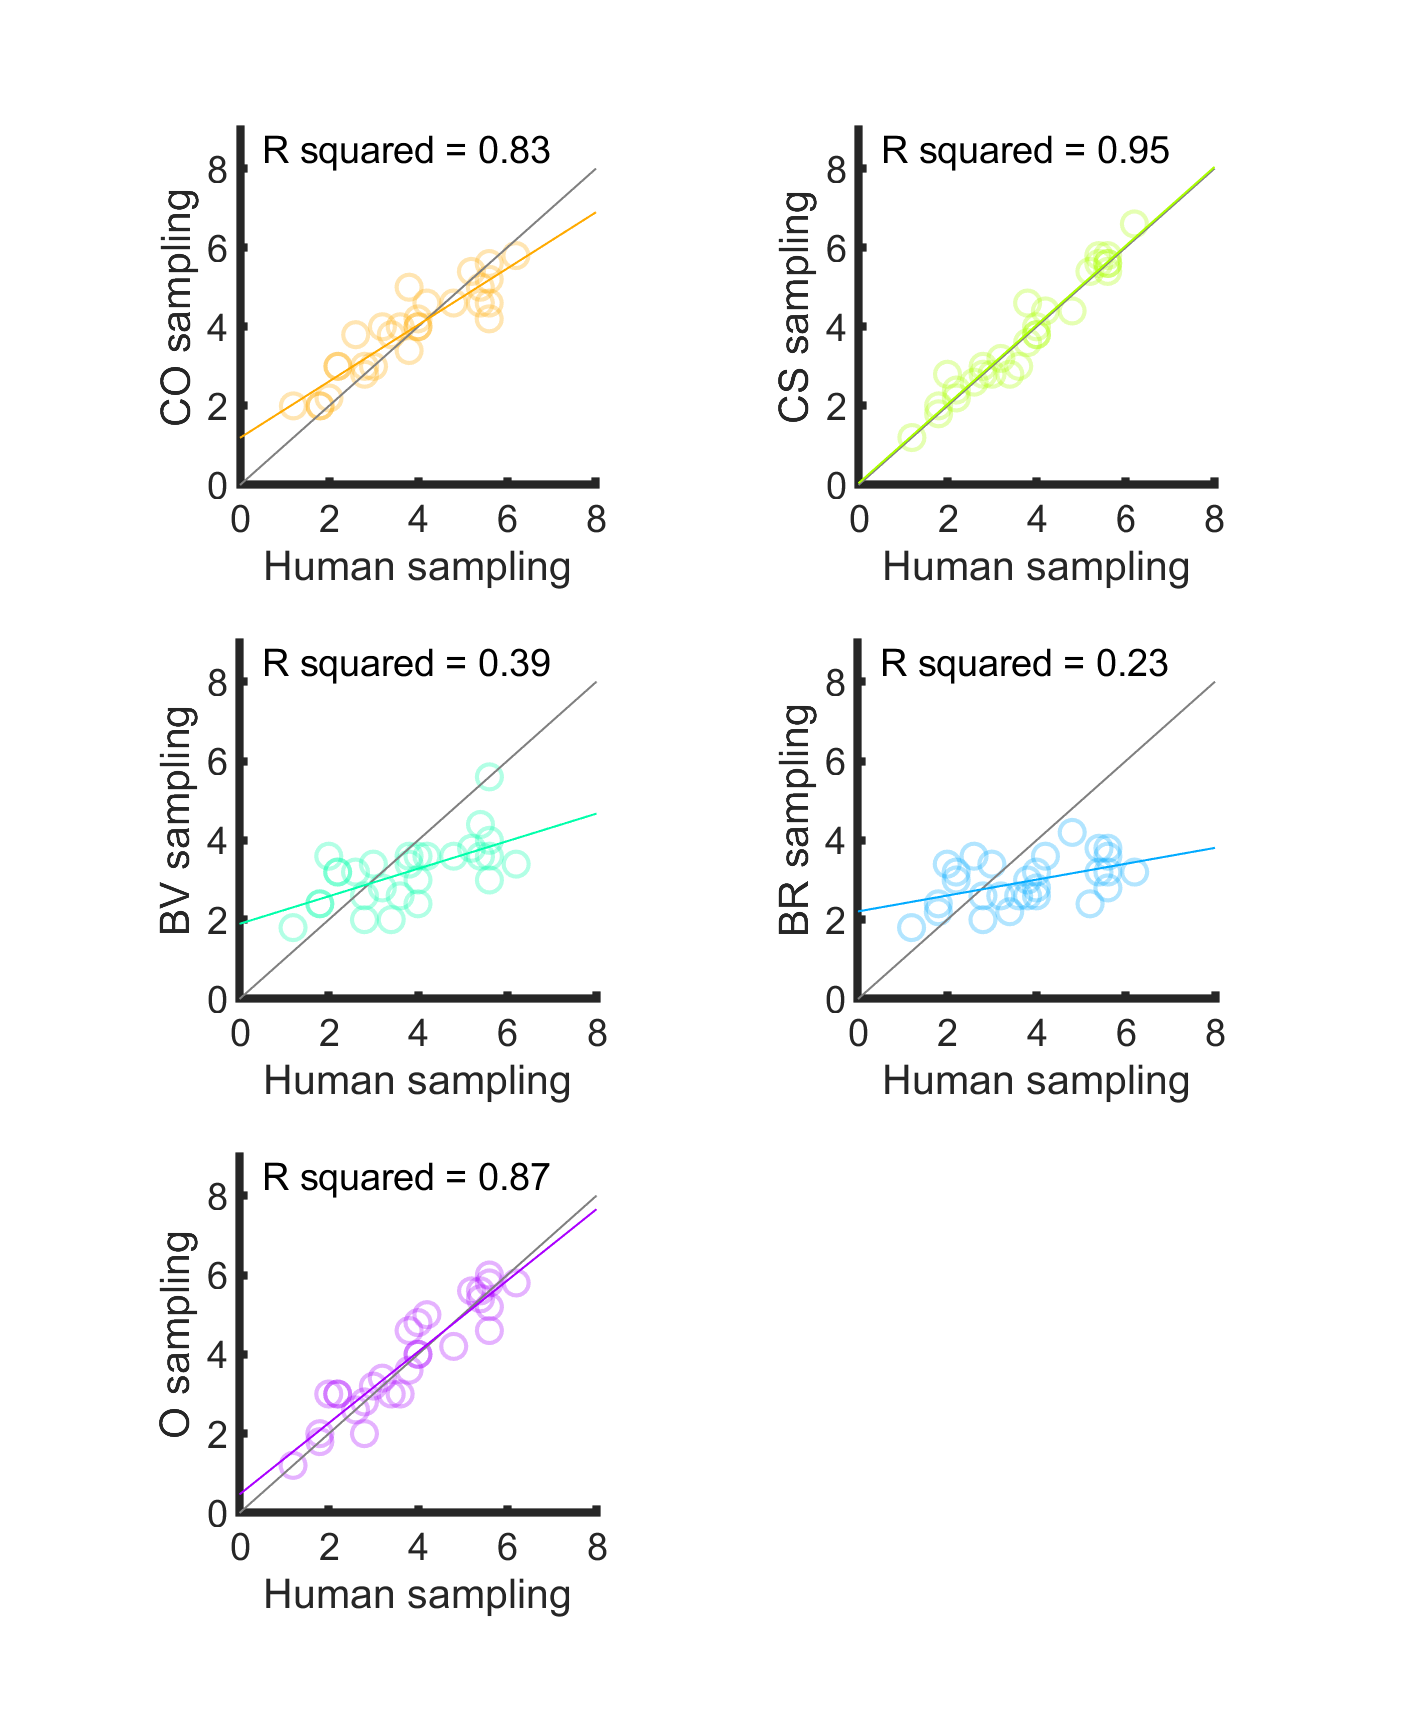 R squared = 0.83
CO sampling
8
6
4
2
0
0 2 4 6 8
Human sampling
R squared = 0.95
CS sampling
8
6
4
2
0
0 2 4 6 8
Human sampling
R squared = 0.39
BV sampling
8
6
4
2
0
0 2 4 6 8
Human sampling
R squared = 0.23
BR sampling
8
6
4
2
0
0 2 4 6 8
Human sampling
R squared = 0.87
O sampling
8
6
4
2
0
0 2 4 6 8
Human sampling